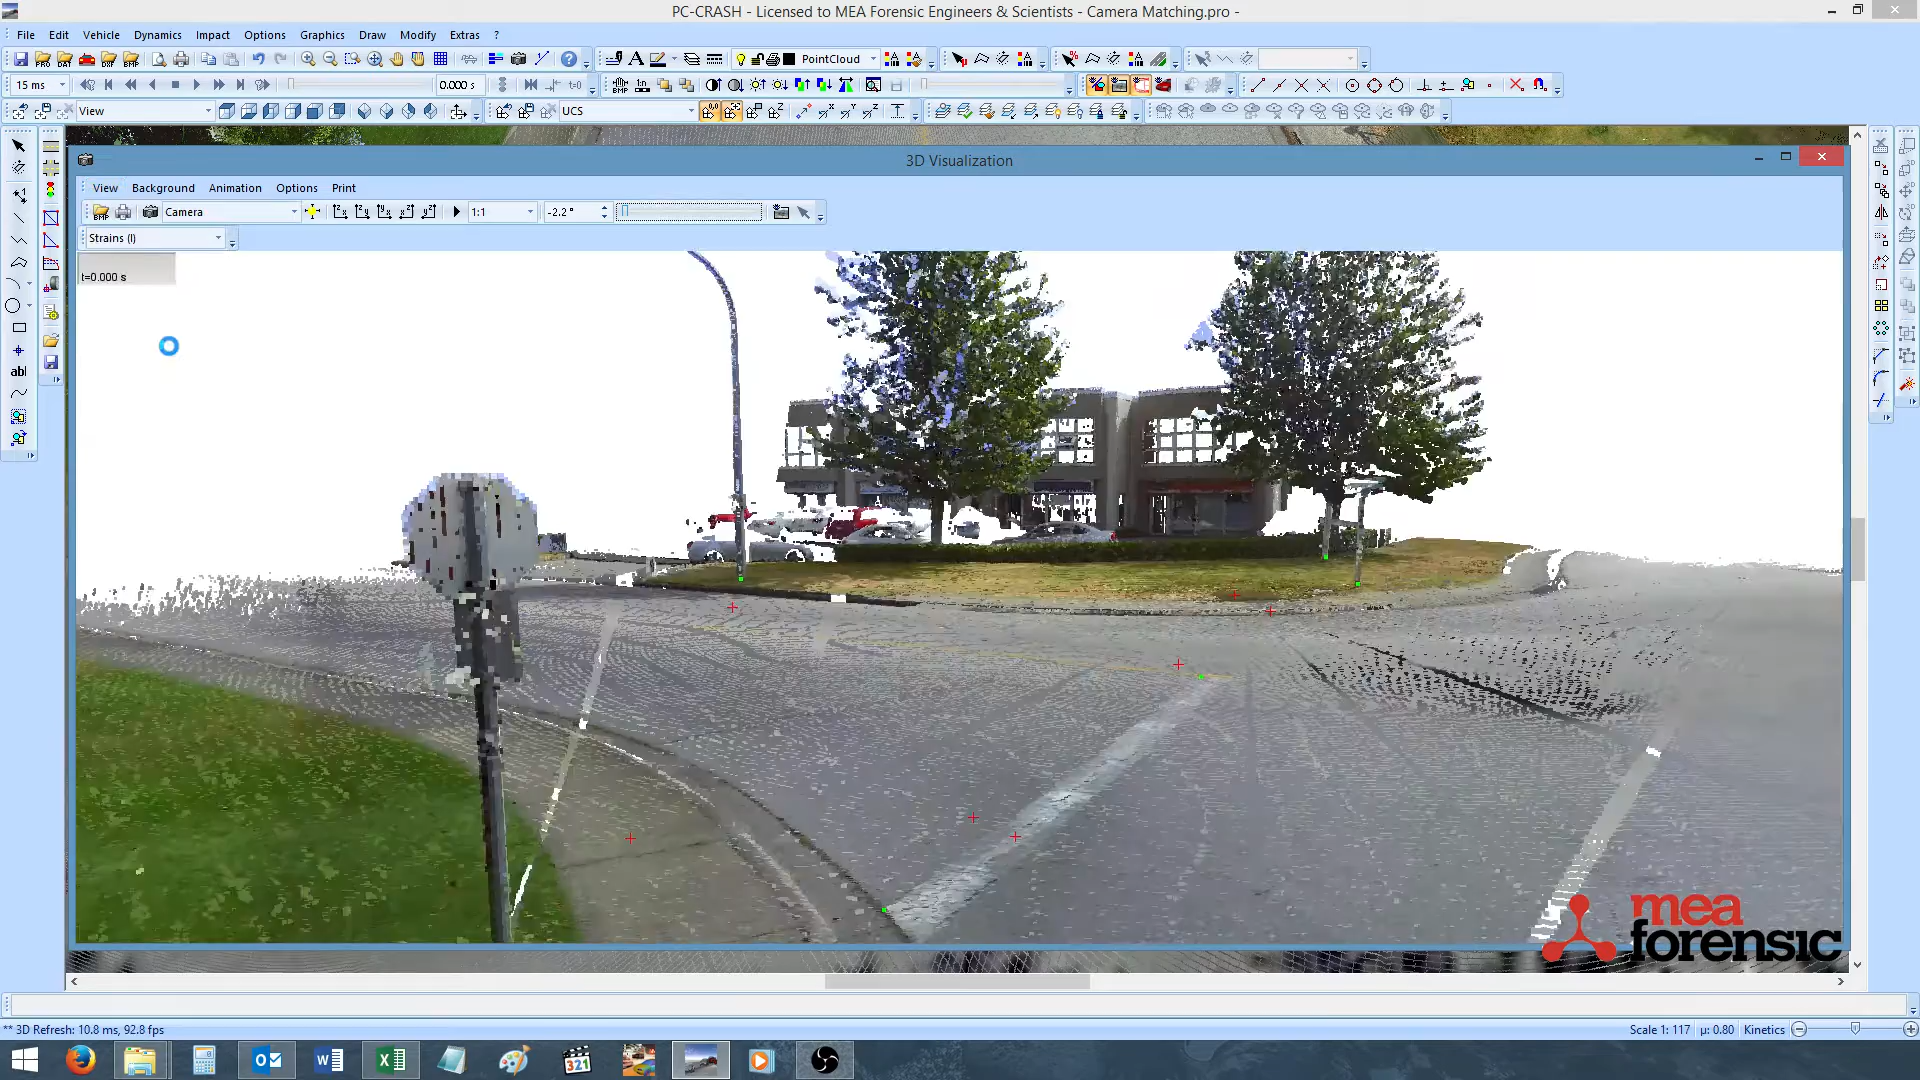 PC-CRASH - Licensed to MEA Forensic Engineers & Scientists - Camera Matching.pro -
File Edit Vehicle Dynamics Impact Options Graphics Draw Modify Extras ?
PointCloud
15 ms 0.000 s t=0
View UCS
3D Visualization
View Background Animation Options Print
Camera 1:1 -2.2°
Strains (l)
t=0.000 s
abl
mea
forensic
** 3D Refresh: 10.8 ms, 92.8 fps
Scale 1: 117 µ: 0.80 Kinetics
321